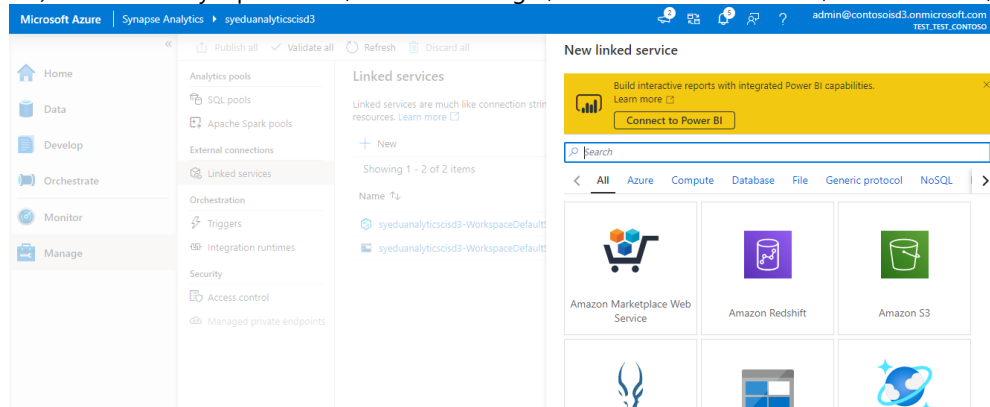 Microsoft Azure
Synapse Analytics
syeduanalyticscisd3
2
5
?
admin@contosoisd3.onmicrosoft.com
TEST_TEST_CONTOSO
«
Home
Data
Develop
Orchestrate
Monitor
Manage
Publish all
Validate all
Refresh
Discard all
Analytics pools
SQL pools
Apache Spark pools
External connections
Linked services
Orchestration
Triggers
Integration runtimes
Security
Access control
Managed private endpoints
Linked services
Linked services are much like connection strin
resources. Learn more
+ New
Showing 1 - 2 of 2 items
Name ↑↓
syeduanalyticscisd3-WorkspaceDefaultS
syeduanalyticscisd3-WorkspaceDefaultS
New linked service
Build interactive reports with integrated Power BI capabilities.
Learn more
Connect to Power BI
Search
All Azure Compute Database File Generic protocol NoSQL
Amazon Marketplace Web
Service
Amazon Redshift
Amazon S3